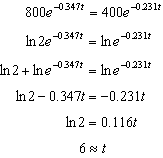 800e^{-0.347t} = 400e^{-0.231t}
ln 2e^{-0.347t} = ln e^{-0.231t}
ln 2 + ln e^{-0.347t} = ln e^{-0.231t}
ln 2 - 0.347t = -0.231t
ln 2 = 0.116t
6 ≈ t